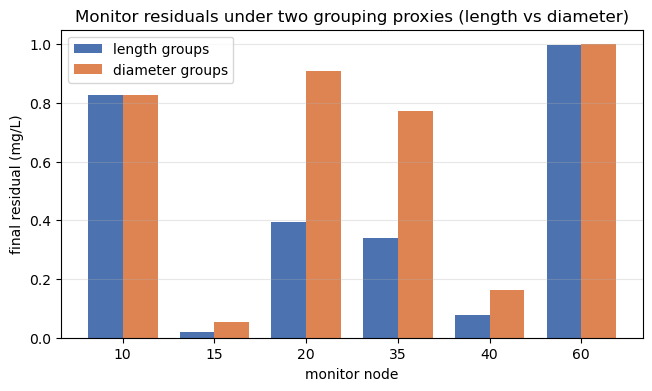 Monitor residuals under two grouping proxies (length vs diameter)
length groups
diameter groups
final residual (mg/L)
1.0
0.8
0.6
0.4
0.2
0.0
10 15 20 35 40 60
monitor node